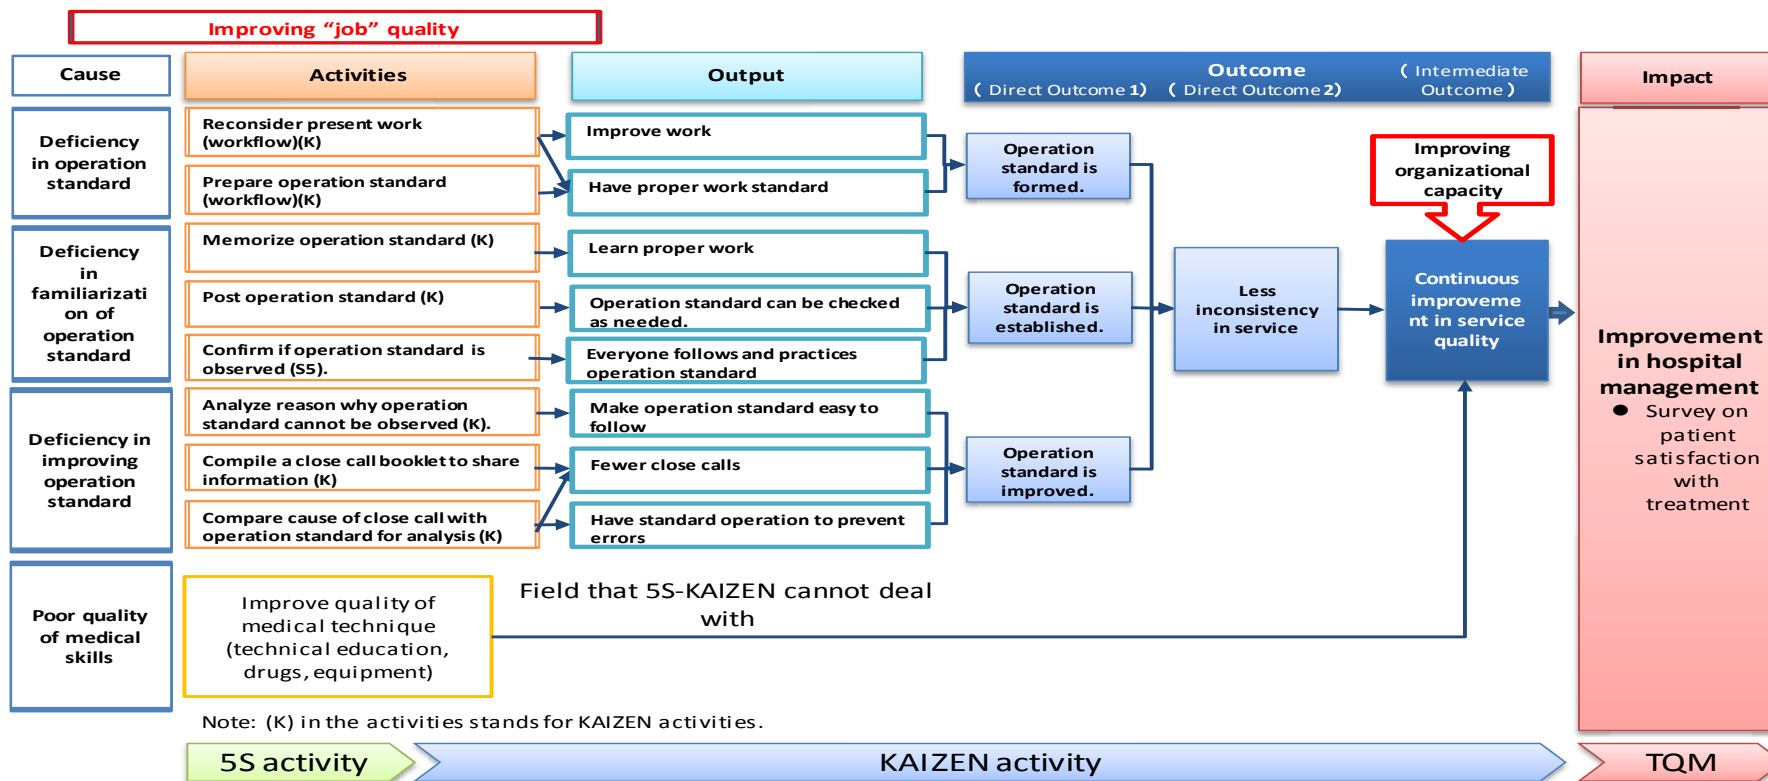 Improving “job” quality
Cause
Activities
Output
Outcome
( Direct Outcome 1)
( Direct Outcome 2)
( Intermediate
Outcome )
Impact
Deficiency
in operation
standard
Reconsider present work
(workflow)(K)
Improve work
Prepare operation standard
(workflow)(K)
Have proper work standard
Operation
standard is
formed.
Improving
organizational
capacity
Deficiency
in
familiarizati
on of
operation
standard
Memorize operation standard (K)
Learn proper work
Post operation standard (K)
Operation standard can be checked
as needed.
Confirm if operation standard is
observed (S5).
Everyone follows and practices
operation standard
Operation
standard is
established.
Less
inconsistency
in service
Continuous
improveme
nt in service
quality
Improvement
in hospital
management
● Survey on
patient
satisfaction
with
treatment
Deficiency in
improving
operation
standard
Analyze reason why operation
standard cannot be observed (K).
Make operation standard easy to
follow
Compile a close call booklet to share
information (K)
Fewer close calls
Compare cause of close call with
operation standard for analysis (K)
Have standard operation to prevent
errors
Operation
standard is
improved.
Poor quality
of medical
skills
Improve quality of
medical technique
(technical education,
drugs, equipment)
Field that 5S-KAIZEN cannot deal
with
Note: (K) in the activities stands for KAIZEN activities.
5S activity
KAIZEN activity
TQM